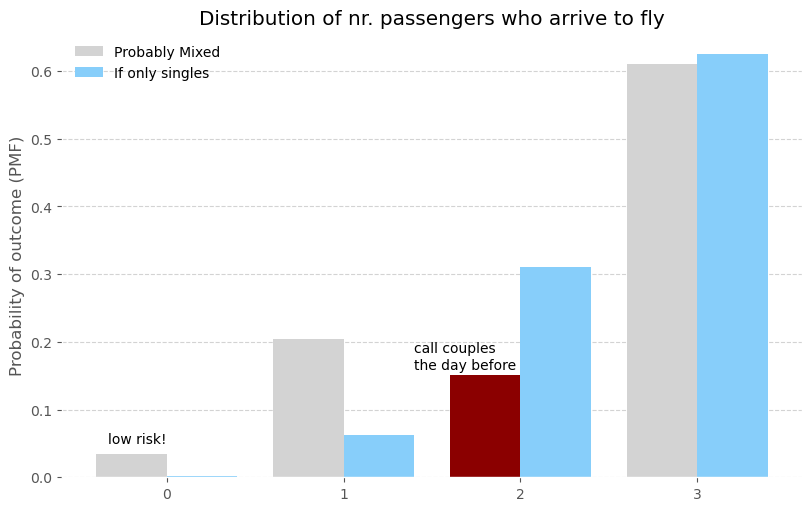 Distribution of nr. passengers who arrive to fly
Probably Mixed
If only singles
Probability of outcome (PMF)
0.6
0.5
0.4
0.3
0.2
0.1
0.0
call couples
the day before
low risk!
0
1
2
3